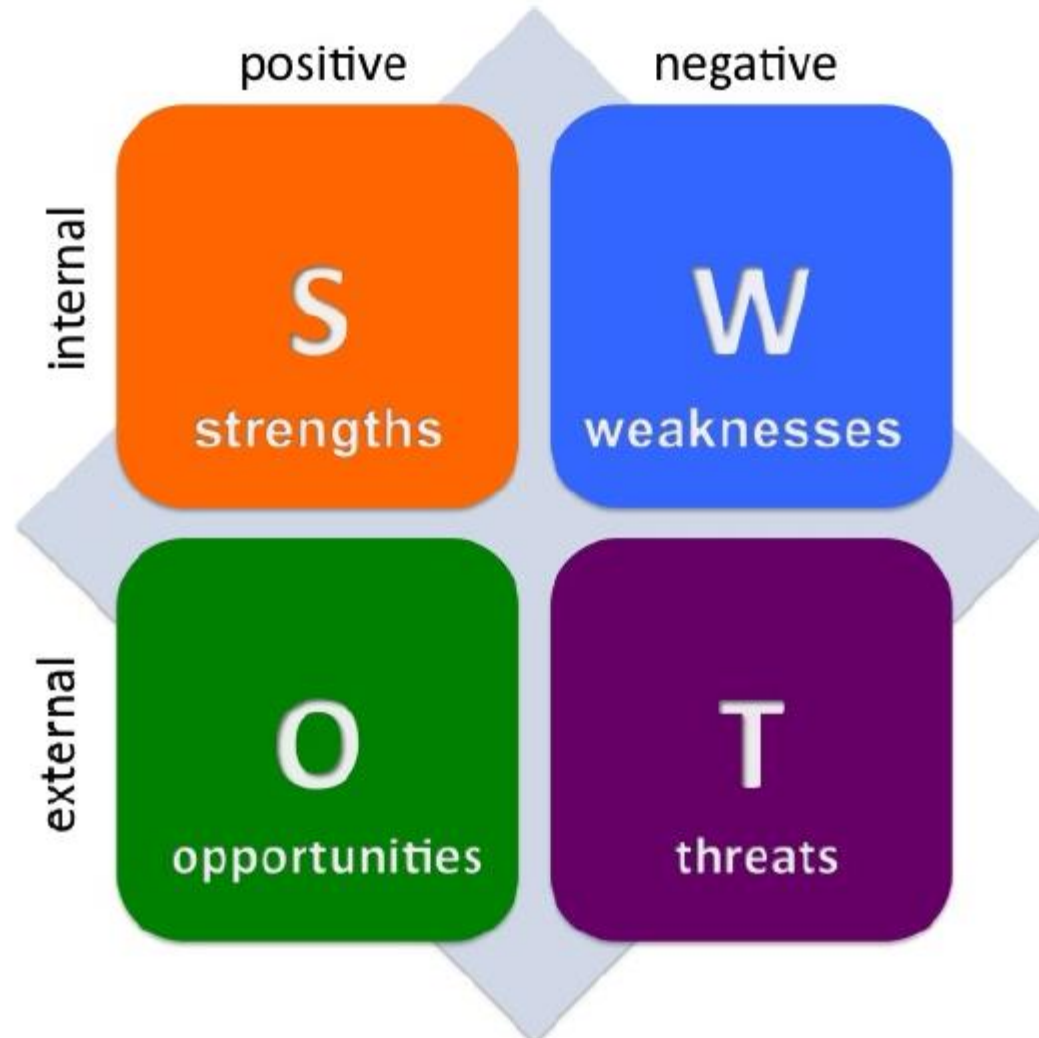 positive
negative
internal
S
strengths
W
weaknesses
external
O
opportunities
T
threats